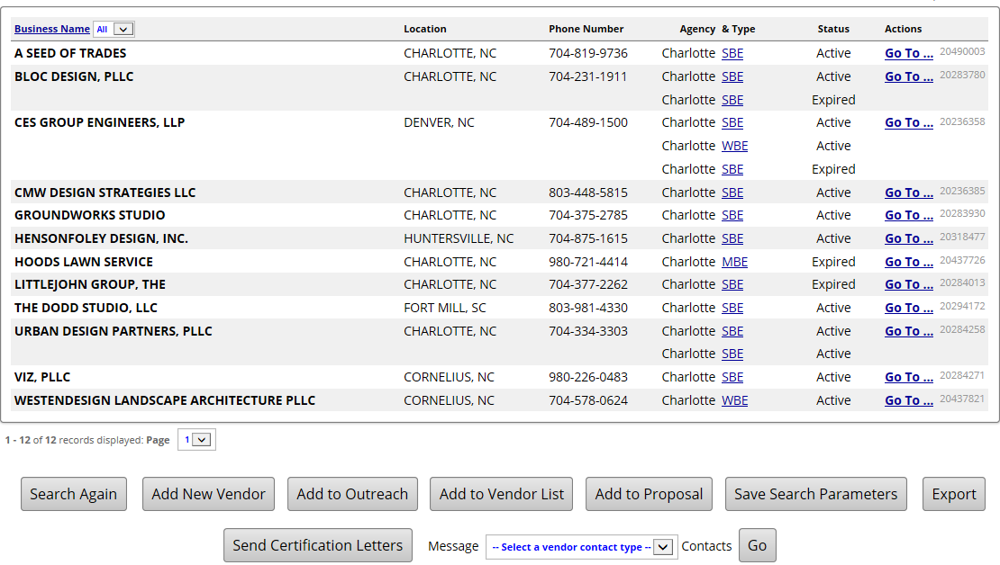 Business Name All Location Phone Number Agency & Type Status Actions
A SEED OF TRADES CHARLOTTE, NC 704-819-9736 Charlotte SBE Active Go To ... 20490003
BLOC DESIGN, PLLC CHARLOTTE, NC 704-231-1911 Charlotte SBE Active Go To ... 20283780
Charlotte SBE Expired
CES GROUP ENGINEERS, LLP DENVER, NC 704-489-1500 Charlotte SBE Active Go To ... 20236358
Charlotte WBE Active
Charlotte SBE Expired
CMW DESIGN STRATEGIES LLC CHARLOTTE, NC 803-448-5815 Charlotte SBE Active Go To ... 20236385
GROUNDWORKS STUDIO CHARLOTTE, NC 704-375-2785 Charlotte SBE Active Go To ... 20283930
HENSONFOLEY DESIGN, INC. HUNTERSVILLE, NC 704-875-1615 Charlotte SBE Active Go To ... 20318477
HOODS LAWN SERVICE CHARLOTTE, NC 980-721-4414 Charlotte MBE Expired Go To ... 20437726
LITTLEJOHN GROUP, THE CHARLOTTE, NC 704-377-2262 Charlotte SBE Expired Go To ... 20284013
THE DODD STUDIO, LLC FORT MILL, SC 803-981-4330 Charlotte SBE Active Go To ... 20294172
URBAN DESIGN PARTNERS, PLLC CHARLOTTE, NC 704-334-3303 Charlotte SBE Active Go To ... 20284258
Charlotte SBE Active
VIZ, PLLC CORNELIUS, NC 980-226-0483 Charlotte SBE Active Go To ... 20284271
WESTENDESIGN LANDSCAPE ARCHITECTURE PLLC CORNELIUS, NC 704-578-0624 Charlotte WBE Active Go To ... 20437821
1 - 12 of 12 records displayed: Page 1
Search Again Add New Vendor Add to Outreach Add to Vendor List Add to Proposal Save Search Parameters Export
Send Certification Letters Message -- Select a vendor contact type -- Contacts Go